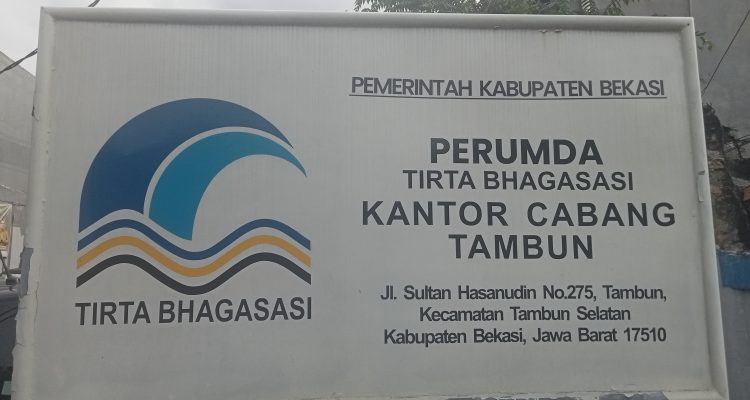 PEMERINTAH KABUPATEN BEKASI
PERUMDA
TIRTA BHAGASASI
KANTOR CABANG
TAMBUN
Jl. Sultan Hasanudin No.275, Tambun,
Kecamatan Tambun Selatan
Kabupaten Bekasi, Jawa Barat 17510
TIRTA BHAGASASI